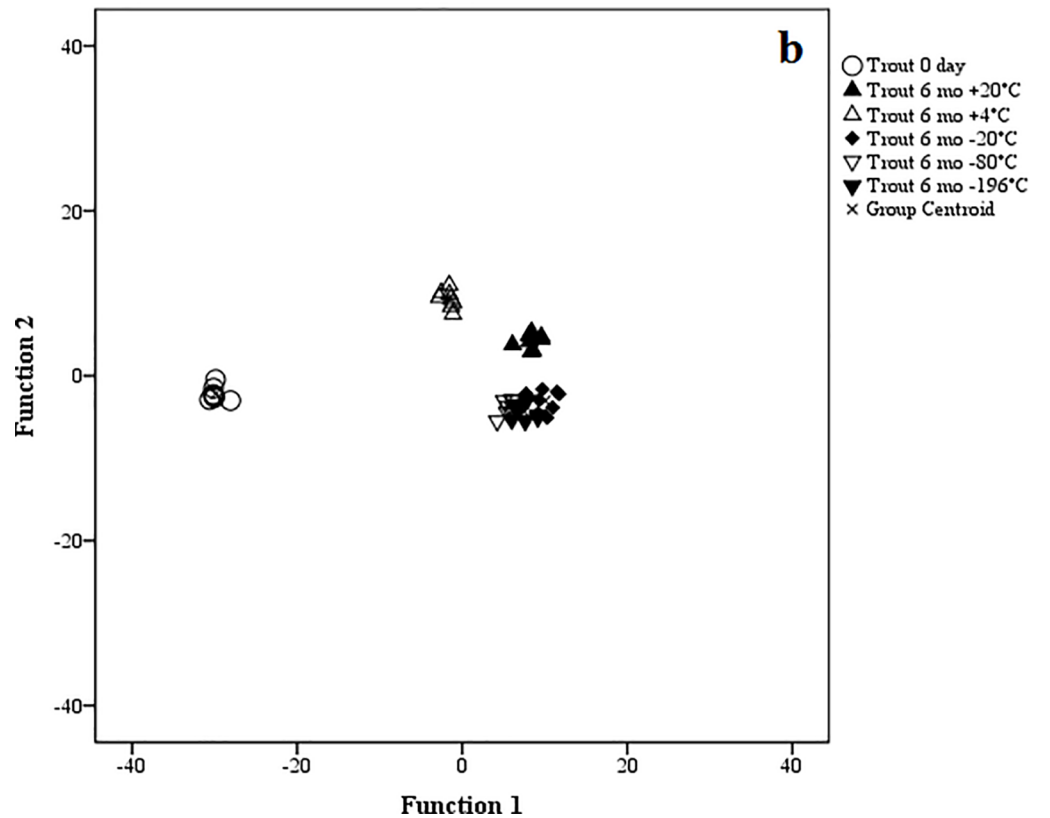 b
40
20
0
-20
-40
-40 -20 0 20 40
Function 2
Function 1
Trout 0 day
Trout 6 mo +20°C
Trout 6 mo +4°C
Trout 6 mo -20°C
Trout 6 mo -80°C
Trout 6 mo -196°C
Group Centroid